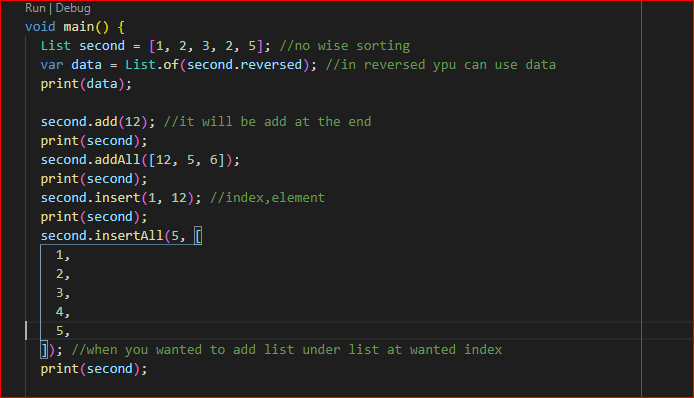 Run | Debug
void main() {
  List second = [1, 2, 3, 2, 5]; //no wise sorting
  var data = List.of(second.reversed); //in reversed ypu can use data
  print(data);

  second.add(12); //it will be add at the end
  print(second);
  second.addAll([12, 5, 6]);
  print(second);
  second.insert(1, 12); //index,element
  print(second);
  second.insertAll(5, [
    1,
    2,
    3,
    4,
    5,
  ]); //when you wanted to add list under list at wanted index
  print(second);